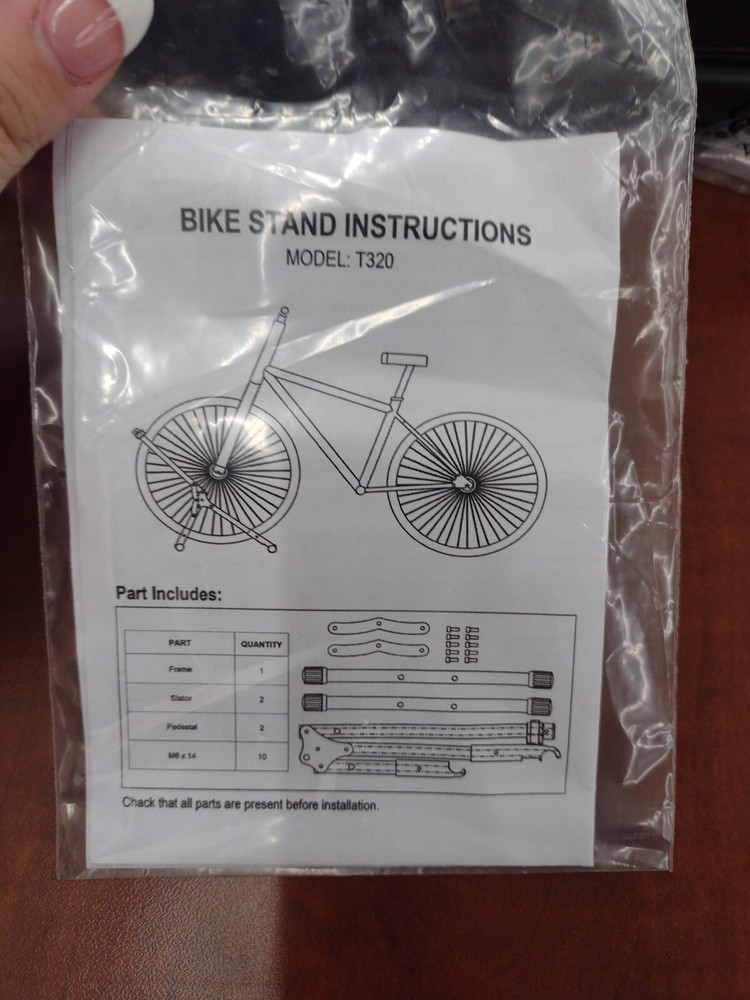 BIKE STAND INSTRUCTIONS
MODEL: T320
Part Includes:
PART QUANTITY
Frame 1
Slator 2
Pedestal 2
M6 x 14 10
Chack that all parts are present before installation.